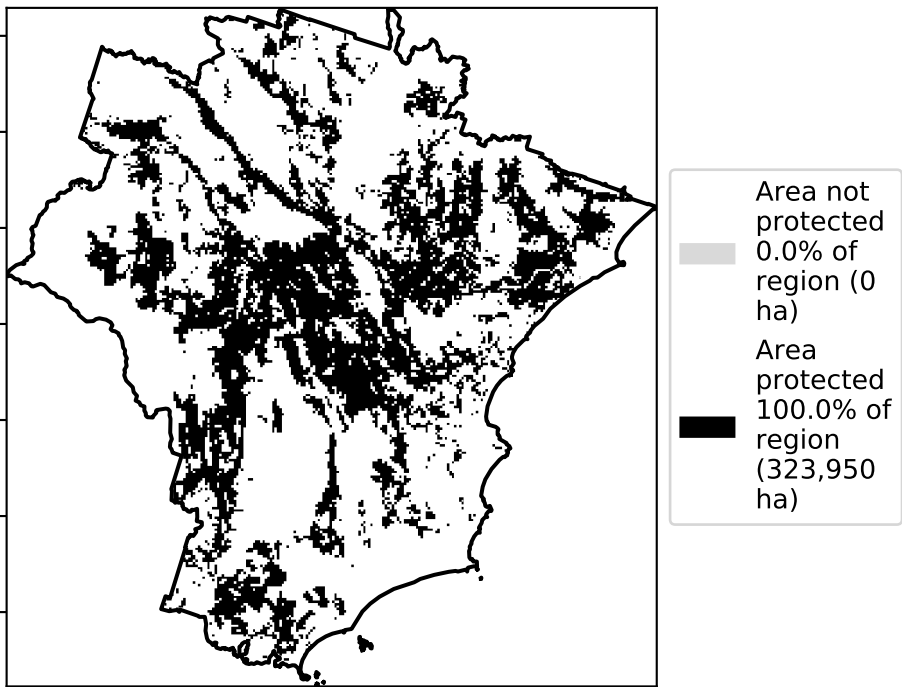 Area not
protected
0.0% of
region (0
ha)
Area
protected
100.0% of
region
(323,950
ha)